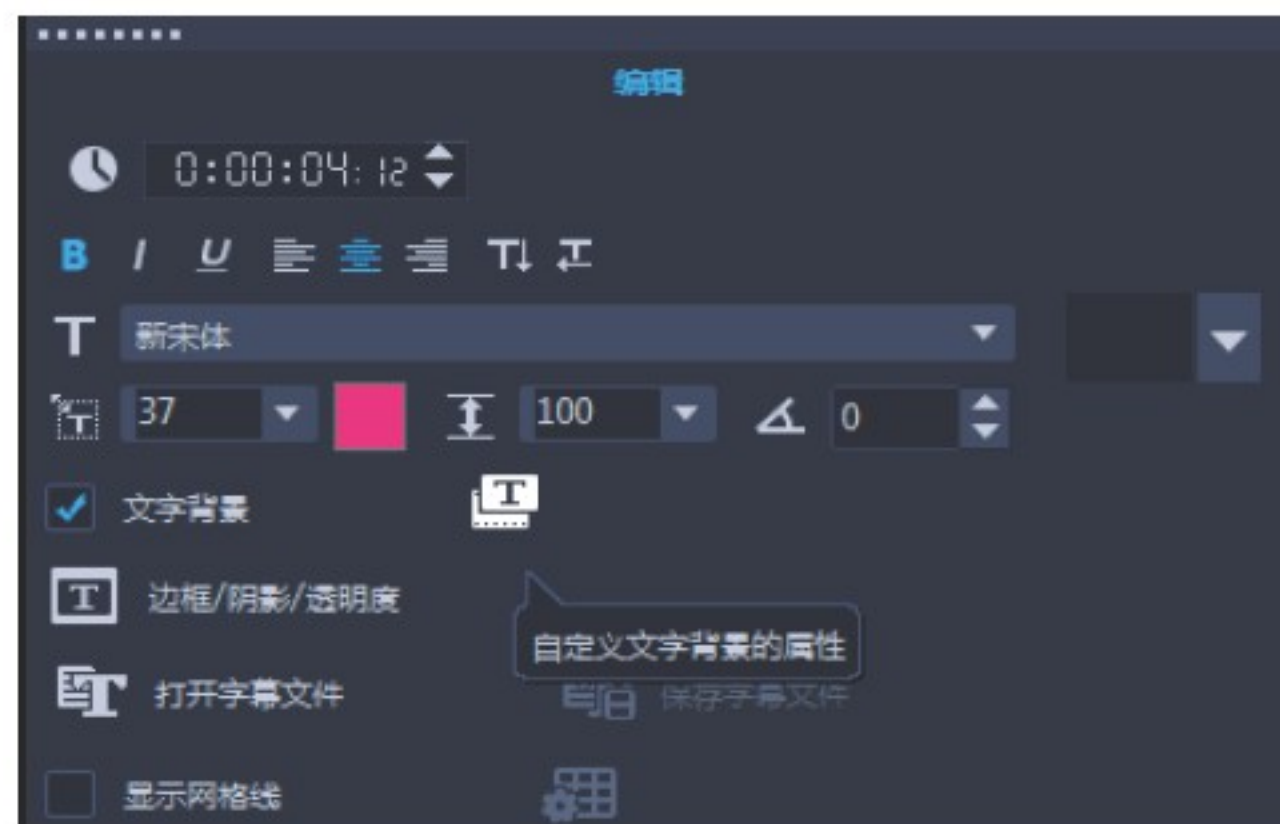 编辑
0:00:04:12
B I U T T
T 新宋体
T 37 100 0
文字背景 T
T 边框/阴影/透明度
自定义文字背景的属性
T 打开字幕文件 保存字幕文件
显示网格线